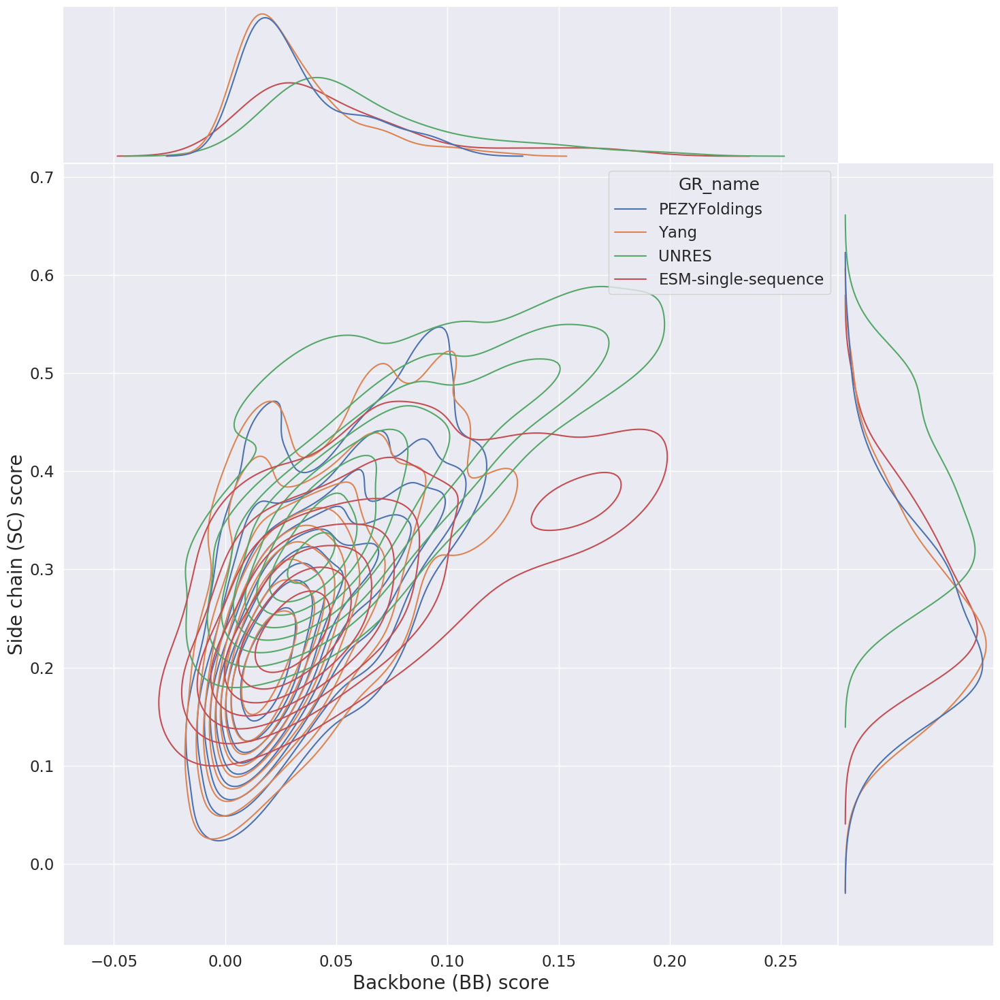 GR_name
PEZYFoldings
Yang
UNRES
ESM-single-sequence
Side chain (SC) score
0.7
0.6
0.5
0.4
0.3
0.2
0.1
0.0
−0.05 0.00 0.05 0.10 0.15 0.20 0.25
Backbone (BB) score